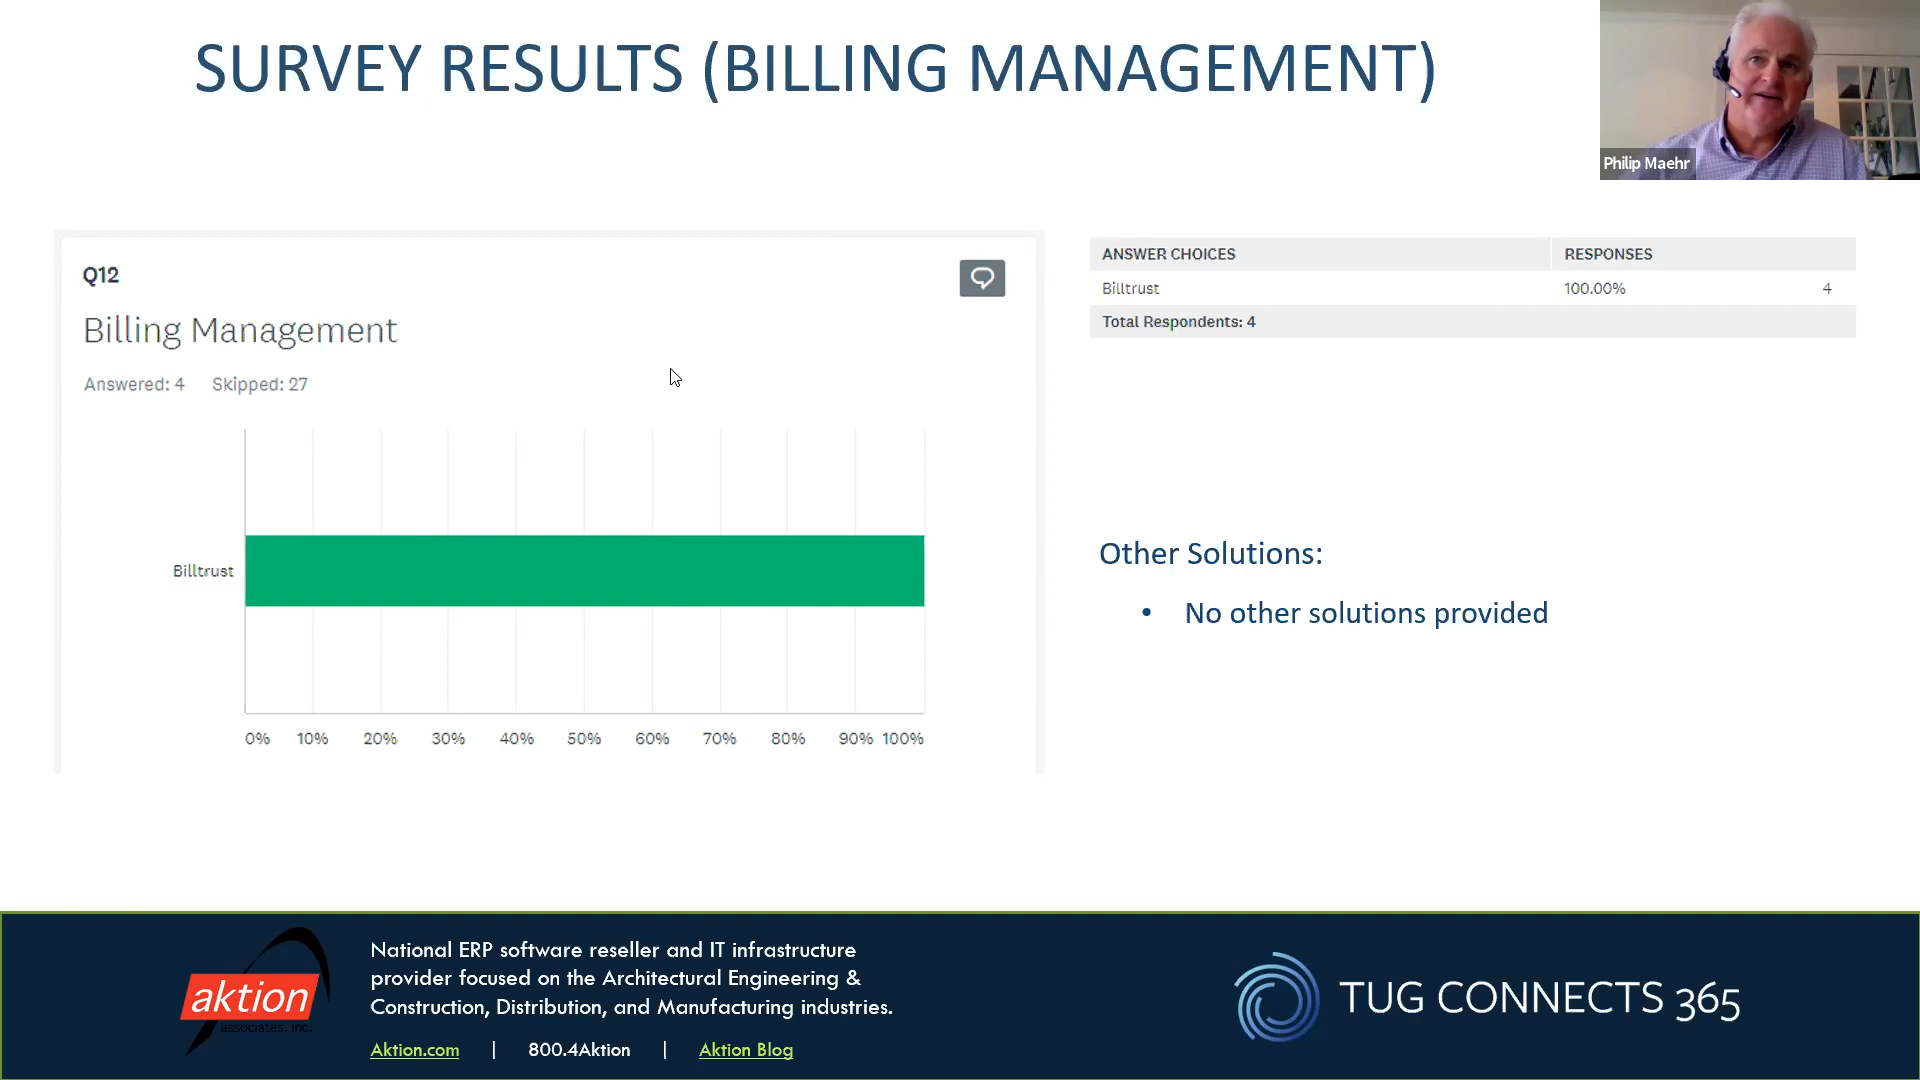 SURVEY RESULTS (BILLING MANAGEMENT)
Philip Maehr
Q12
Billing Management
Answered: 4 Skipped: 27
Billtrust
0% 10% 20% 30% 40% 50% 60% 70% 80% 90% 100%
ANSWER CHOICES RESPONSES
Billtrust 100.00% 4
Total Respondents: 4
Other Solutions:
• No other solutions provided
aktion
associates, inc.
National ERP software reseller and IT infrastructure
provider focused on the Architectural Engineering &
Construction, Distribution, and Manufacturing industries.
Aktion.com | 800.4Aktion | Aktion Blog
TUG CONNECTS 365